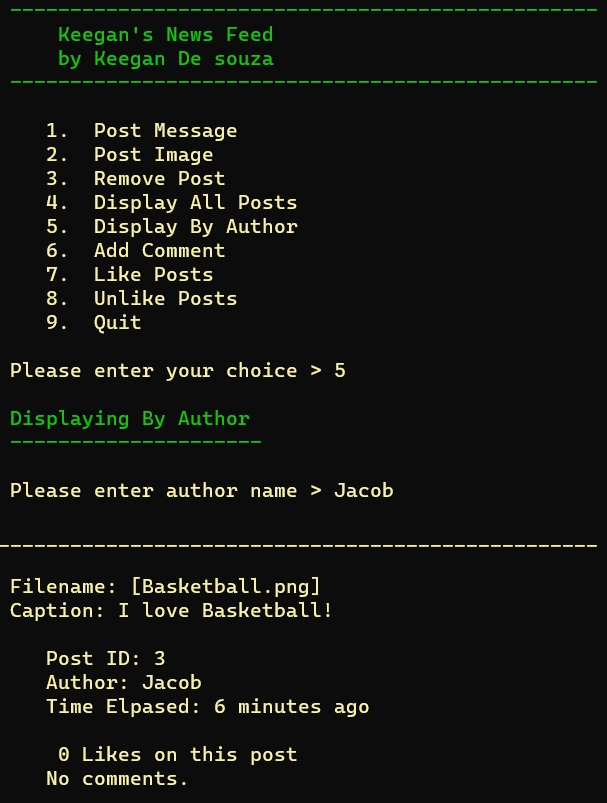 --------------------------------------------------
Keegan's News Feed
by Keegan De souza
--------------------------------------------------
1. Post Message
2. Post Image
3. Remove Post
4. Display All Posts
5. Display By Author
6. Add Comment
7. Like Posts
8. Unlike Posts
9. Quit
Please enter your choice > 5
Displaying By Author
---------------------
Please enter author name > Jacob
--------------------------------------------------
Filename: [Basketball.png]
Caption: I love Basketball!
Post ID: 3
Author: Jacob
Time Elpased: 6 minutes ago
0 Likes on this post
No comments.